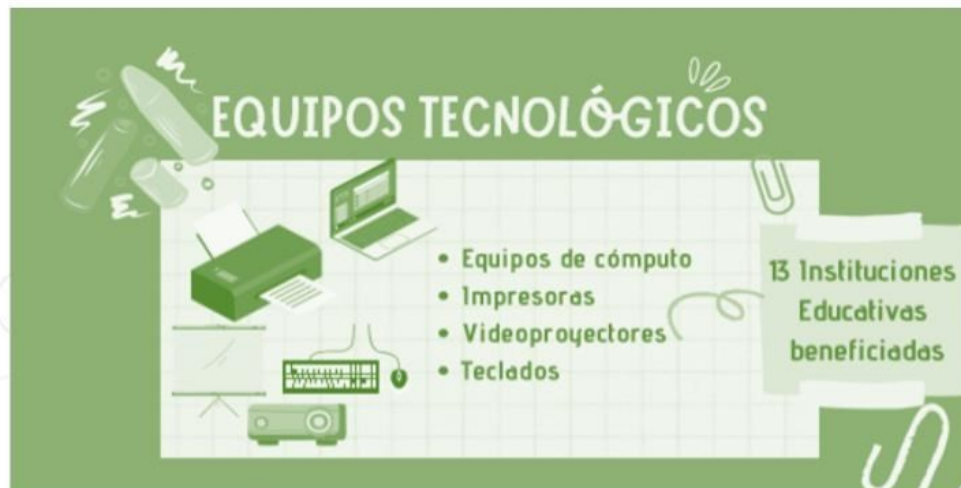 EQUIPOS TECNOLÓGICOS
• Equipos de cómputo
• Impresoras
• Videoproyectores
• Teclados
13 Instituciones
Educativas
beneficiadas